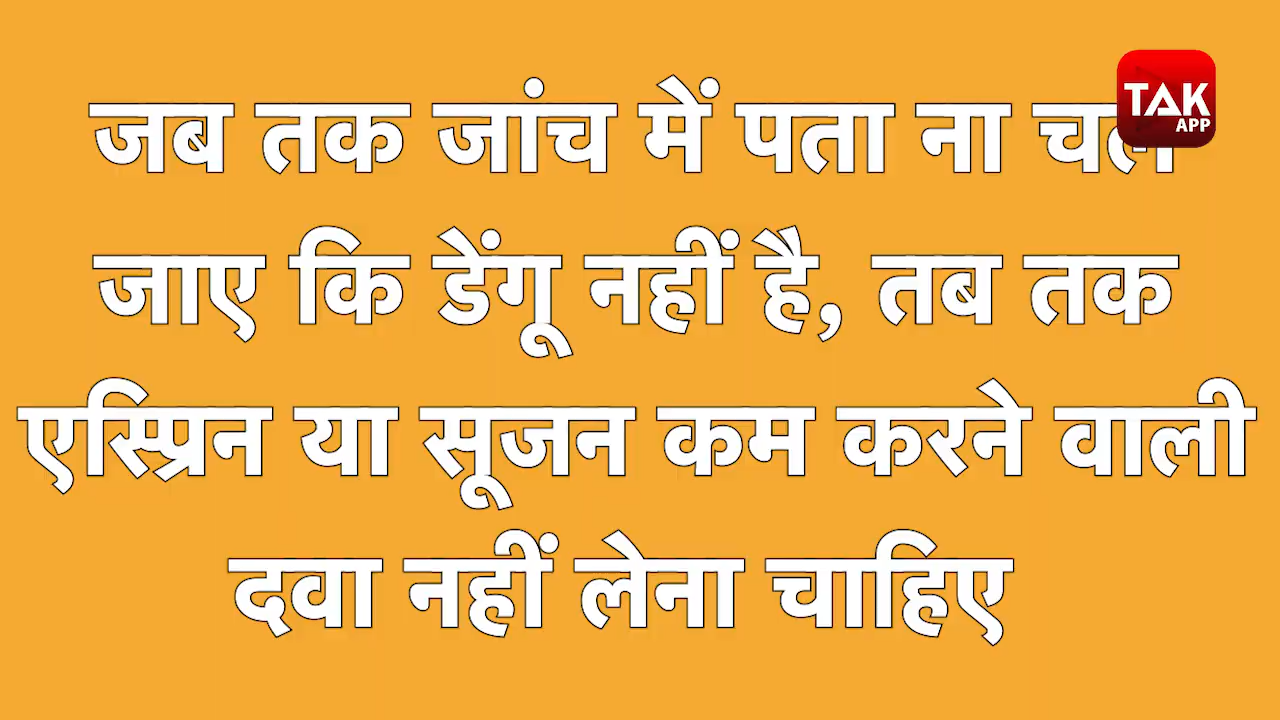 जब तक जांच में पता ना चल
जाए कि डेंगू नहीं है, तब तक
एस्प्रिन या सूजन कम करने वाली
दवा नहीं लेना चाहिए
TAK
APP